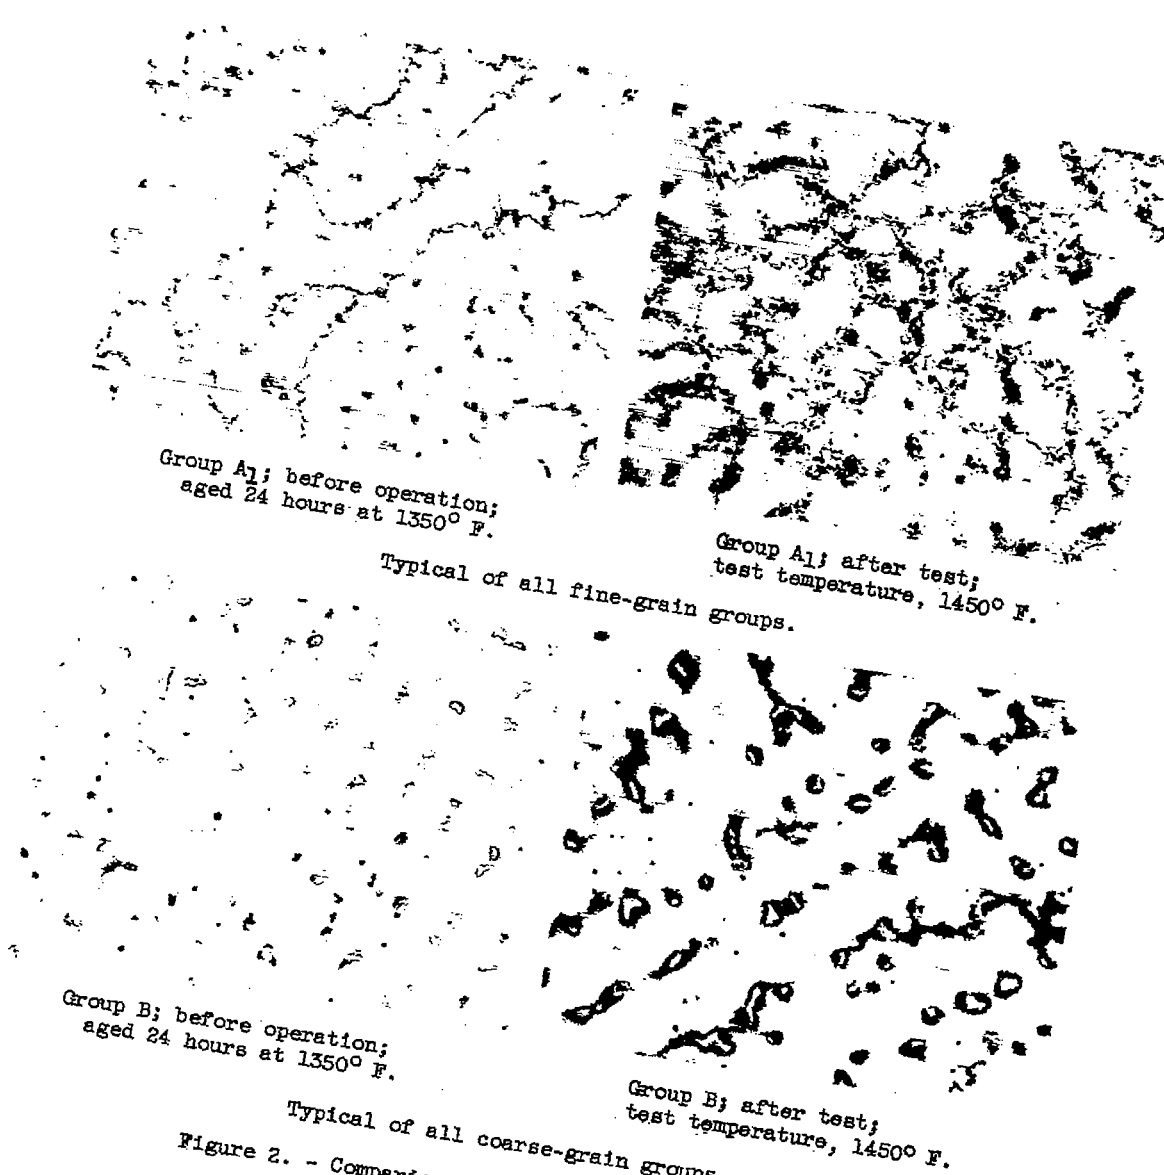 Group A1; before operation;
aged 24 hours at 1350° F.
Group A1; after test;
test temperature, 1450° F.
Typical of all fine-grain groups.
Group B; before operation;
aged 24 hours at 1350° F.
Group B; after test;
test temperature, 1450° F.
Typical of all coarse-grain groups
Figure 2. -